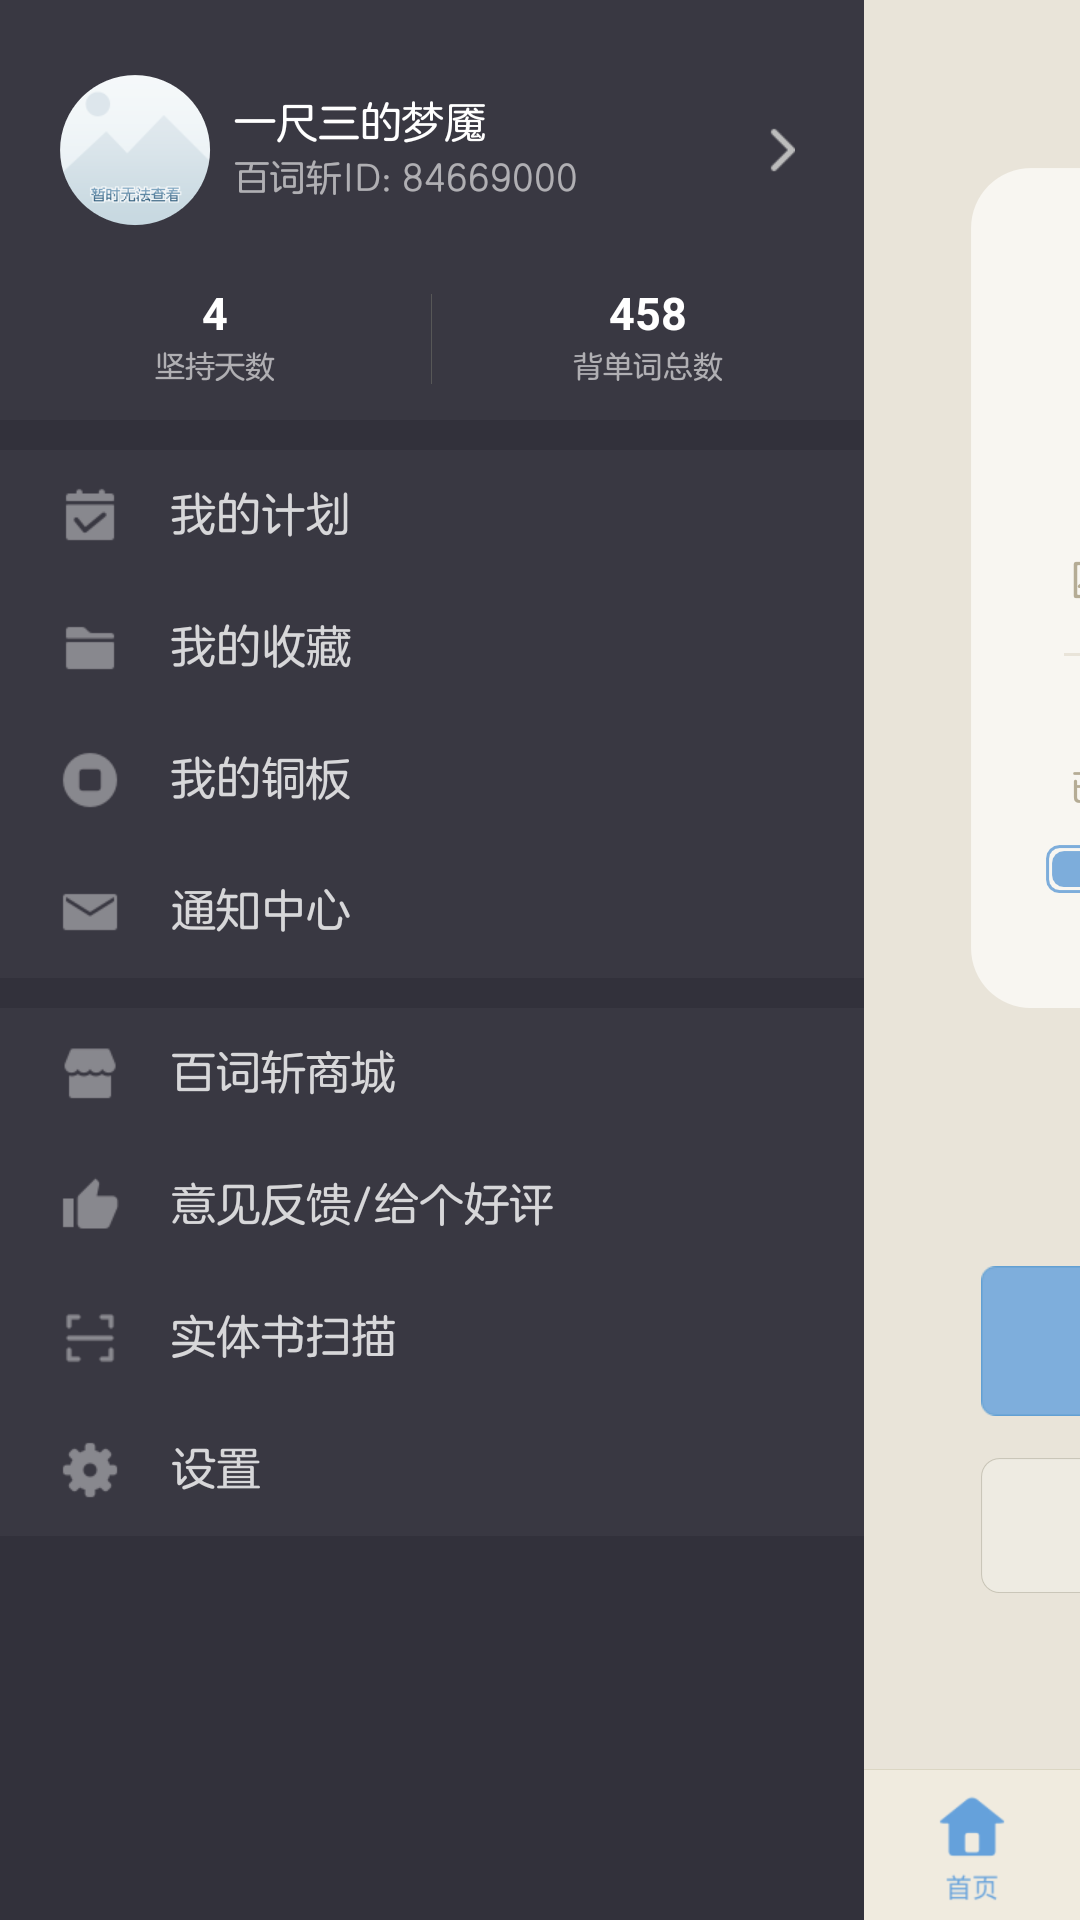 一尺三的梦魇
百词斩ID: 84669000
暂时无法查看
4
坚持天数
458
背单词总数
我的计划
我的收藏
我的铜板
通知中心
百词斩商城
意见反馈/给个好评
实体书扫描
设置
首页